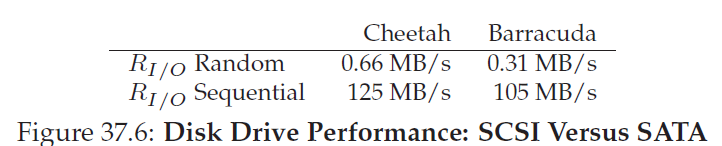 Cheetah Barracuda
R_{I/O} Random 0.66 MB/s 0.31 MB/s
R_{I/O} Sequential 125 MB/s 105 MB/s
Figure 37.6: Disk Drive Performance: SCSI Versus SATA